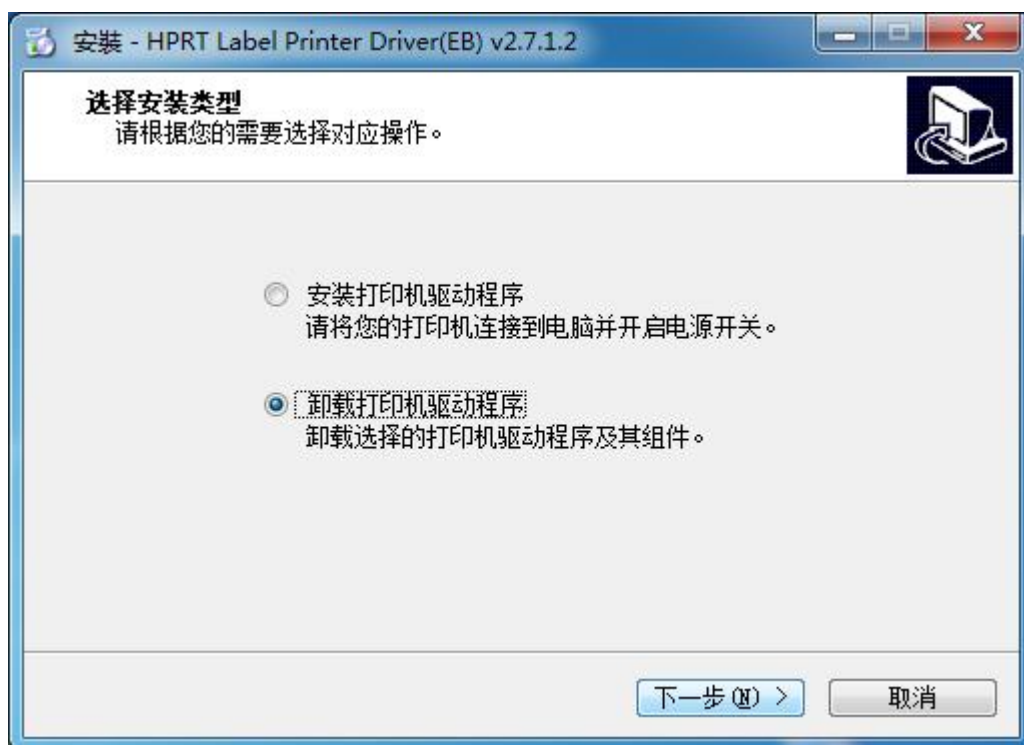 安裝 - HPRT Label Printer Driver(EB) v2.7.1.2
选择安装类型
请根据您的需要选择对应操作。
安装打印机驱动程序
请将您的打印机连接到电脑并开启电源开关。
卸载打印机驱动程序
卸载选择的打印机驱动程序及其组件。
下一步(N) >
取消